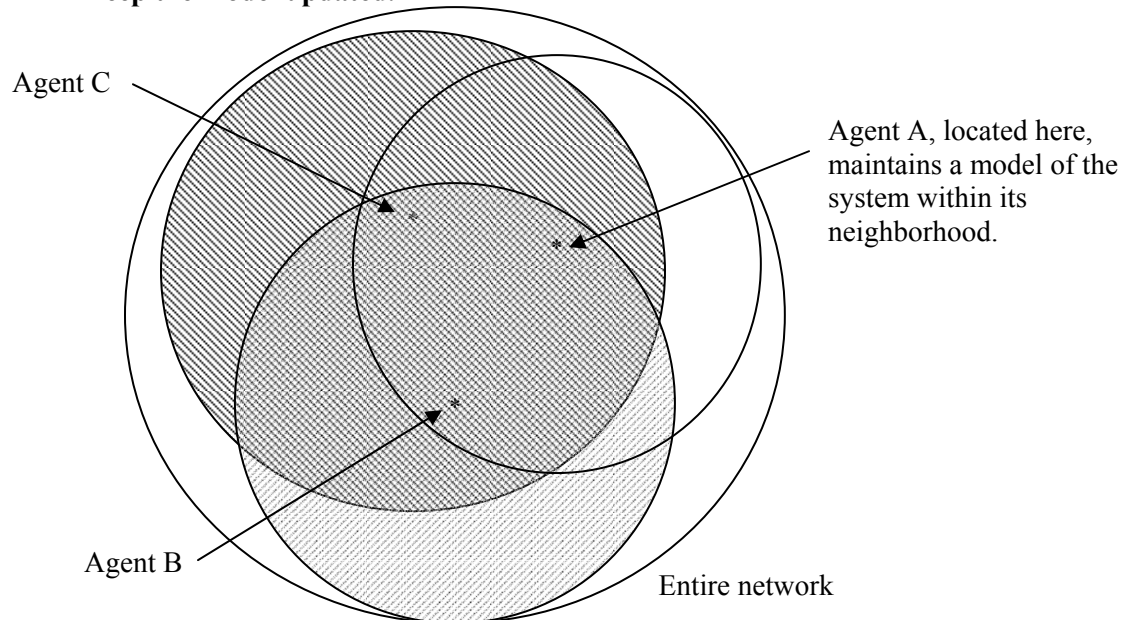 Agent C
Agent A, located here,
maintains a model of the
system within its
neighborhood.
*
*
*
Agent B
Entire network